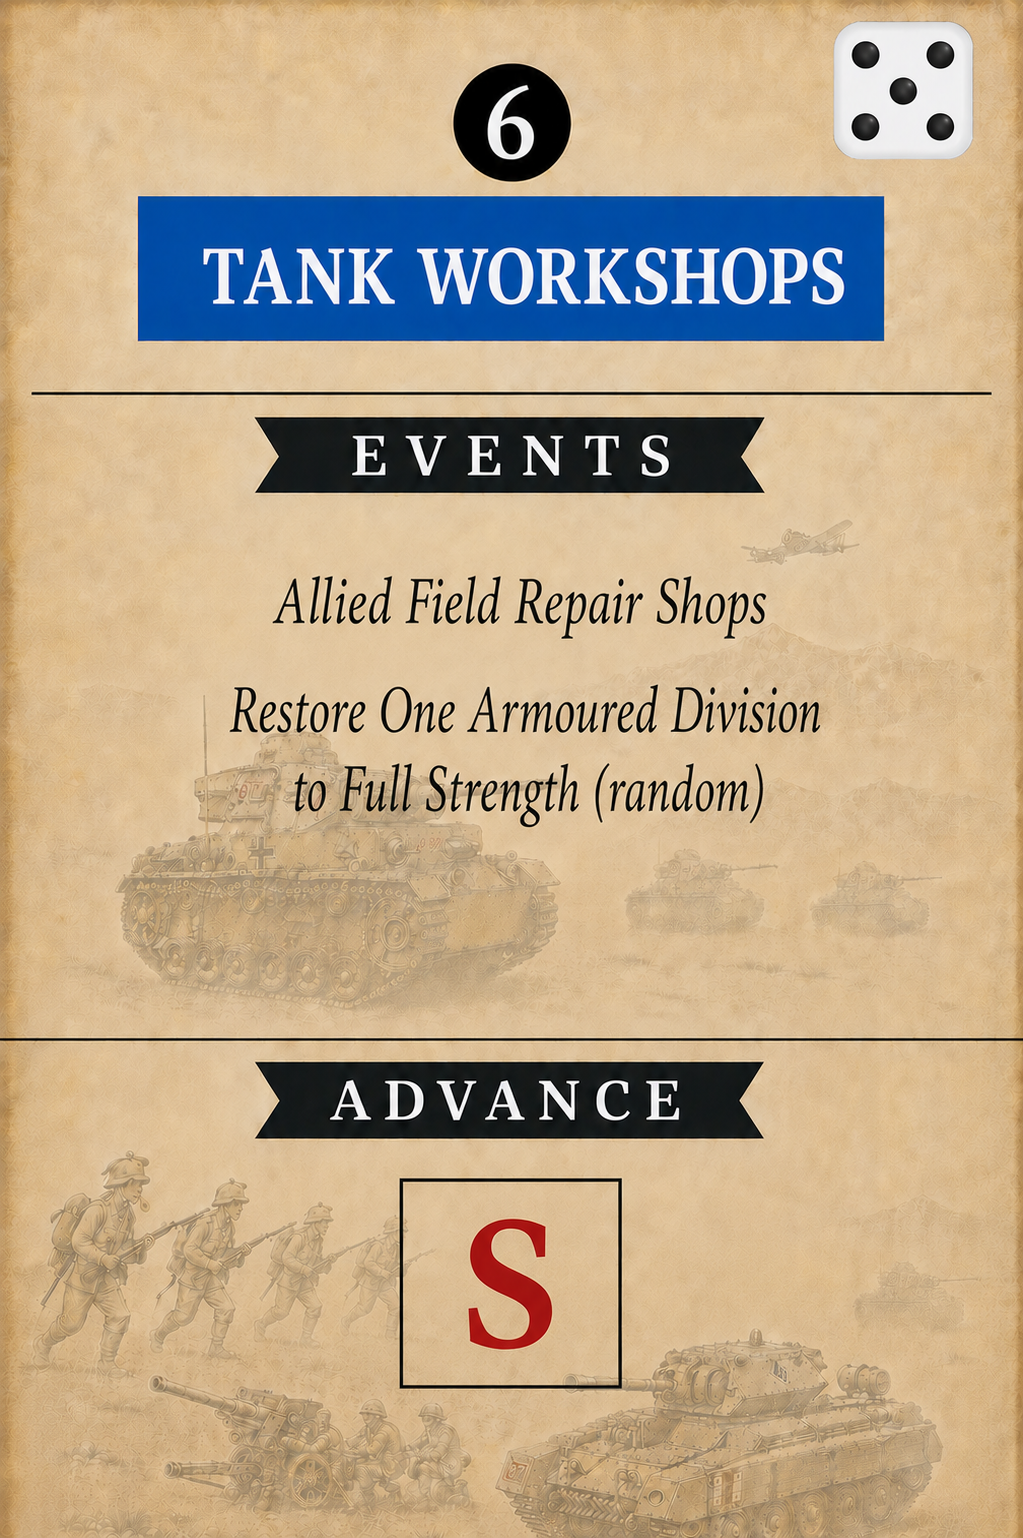 6
TANK WORKSHOPS
EVENTS
Allied Field Repair Shops
Restore One Armoured Division
to Full Strength (random)
ADVANCE
S